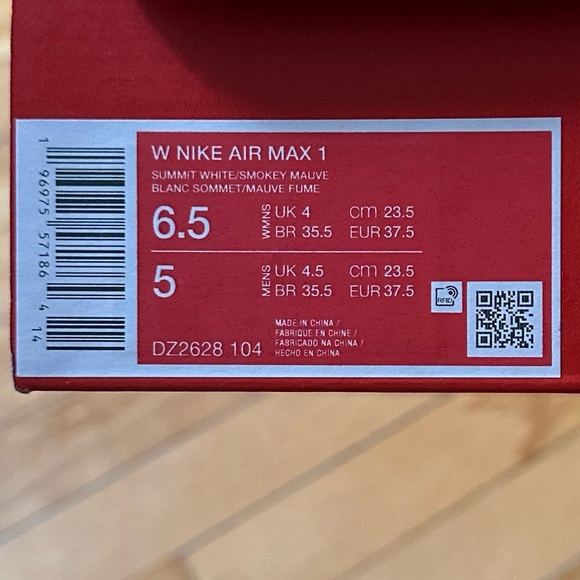 W NIKE AIR MAX 1
SUMMIT WHITE/SMOKEY MAUVE
BLANC SOMMET/MAUVE FUME
6.5 WMNS UK 4 cm 23.5
BR 35.5 EUR 37.5
5 MENS UK 4.5 cm 23.5
BR 35.5 EUR 37.5
RFID
DZ2628 104
MADE IN CHINA /
FABRIQUE EN CHINE /
FABRICADO NA CHINA /
HECHO EN CHINA
1 96975 57186 4 14